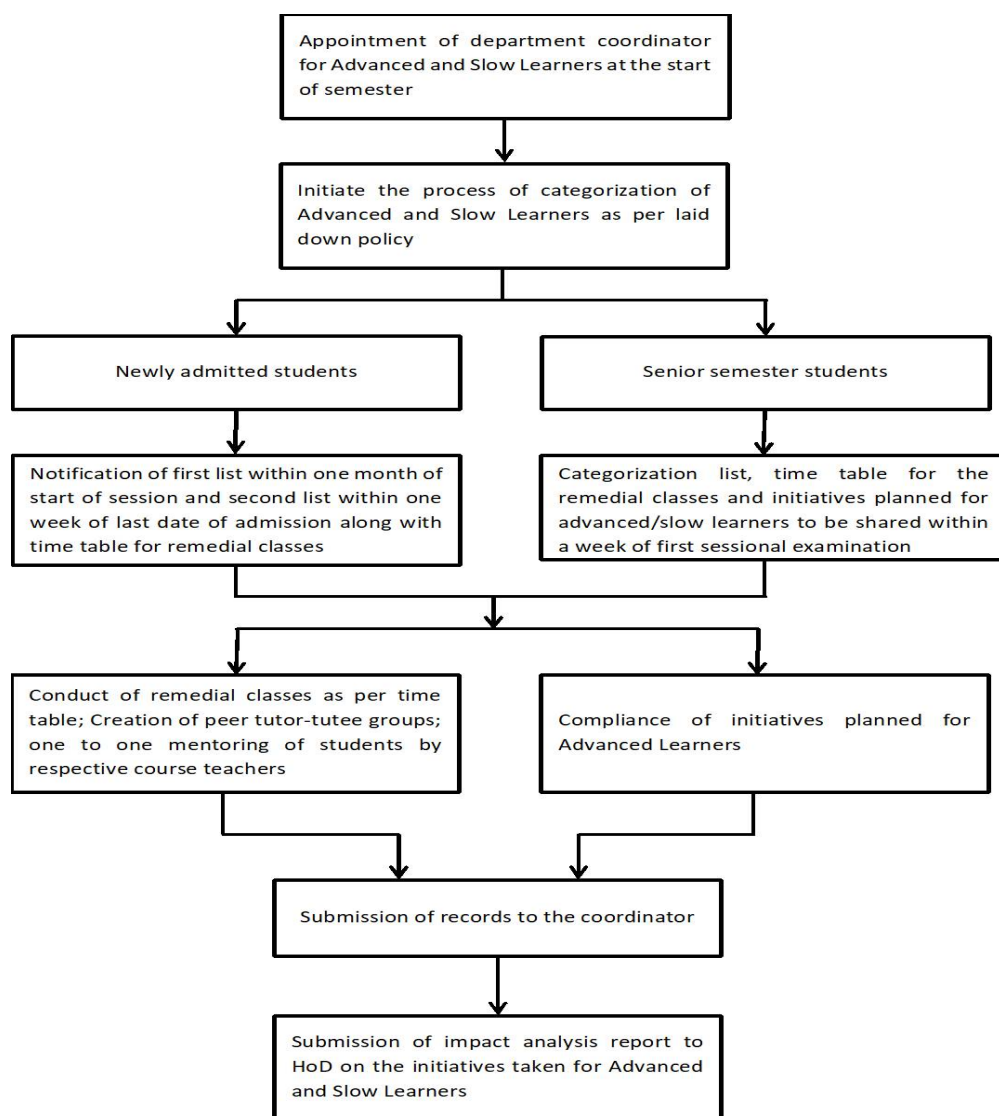 Appointment of department coordinator
for Advanced and Slow Learners at the start
of semester
Initiate the process of categorization of
Advanced and Slow Learners as per laid
down policy
Newly admitted students
Senior semester students
Notification of first list within one month of
start of session and second list within one
week of last date of admission along with
time table for remedial classes
Categorization list, time table for the
remedial classes and initiatives planned for
advanced/slow learners to be shared within
a week of first sessional examination
Conduct of remedial classes as per time
table; Creation of peer tutor-tutee groups;
one to one mentoring of students by
respective course teachers
Compliance of initiatives planned for
Advanced Learners
Submission of records to the coordinator
Submission of impact analysis report to
HoD on the initiatives taken for Advanced
and Slow Learners